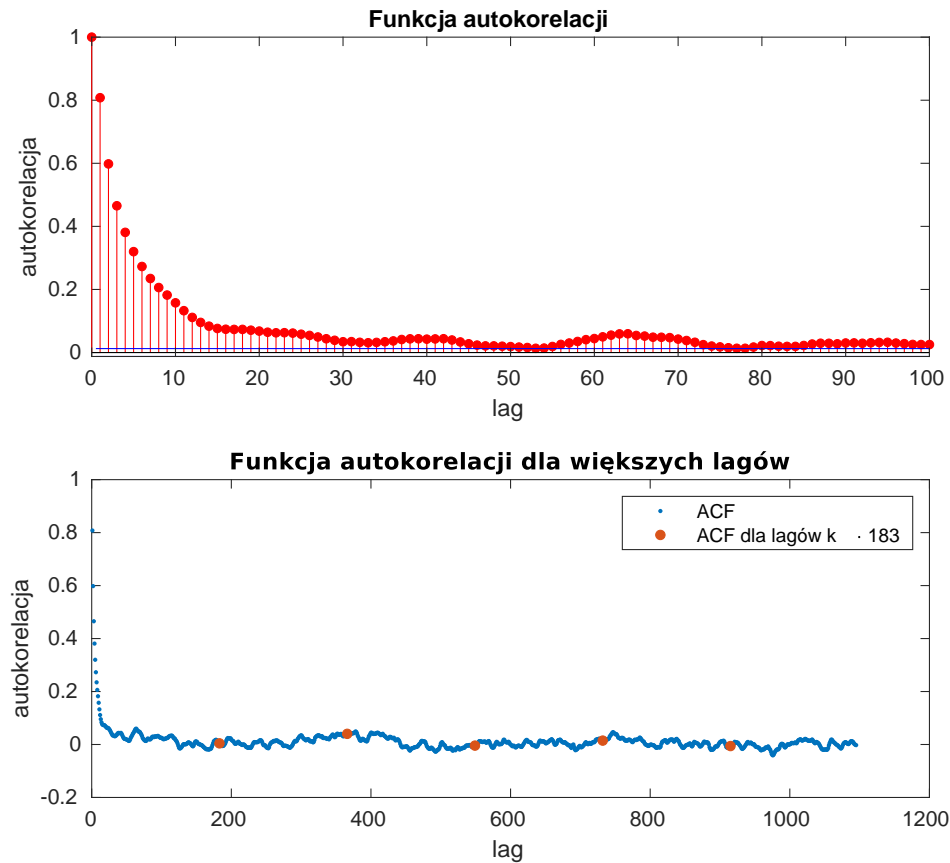 Funkcja autokorelacji
1
0.8
0.6
0.4
0.2
0
autokorelacja
0 10 20 30 40 50 60 70 80 90 100
lag
Funkcja autokorelacji dla większych lagów
1
0.8
0.6
0.4
0.2
0
-0.2
autokorelacja
ACF
ACF dla lagów k · 183
0 200 400 600 800 1000 1200
lag